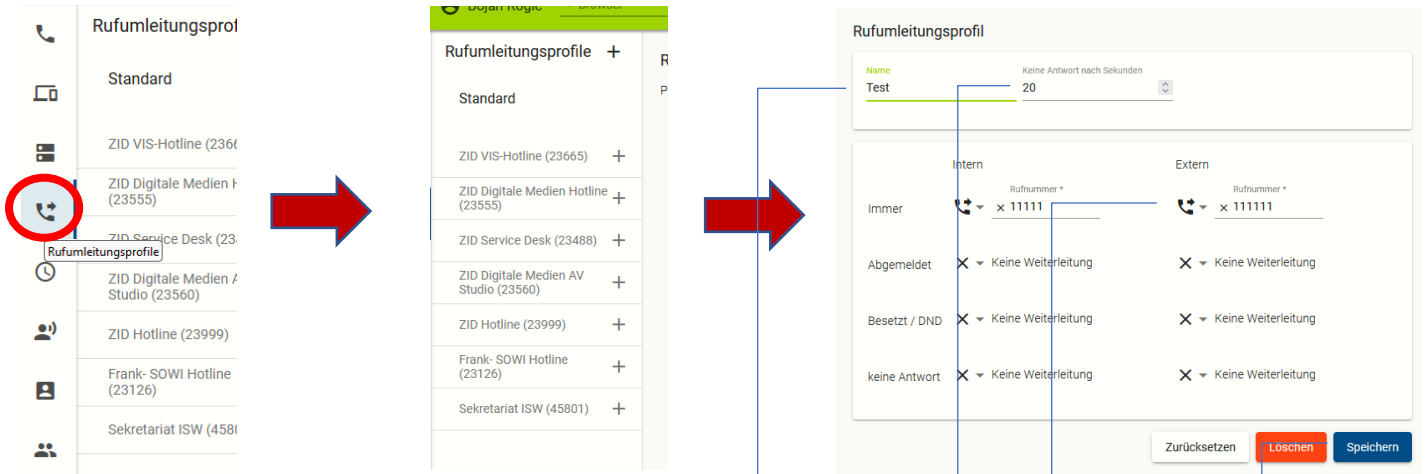 Rufumleitungsprof
Standard
ZID VIS-Hotline (2366
ZID Digitale Medien H
(23555)
ZID Service Desk (23
Rufumleitungsprofile
ZID Digitale Medien A
Studio (23560)
ZID Hotline (23999)
Frank- SOWI Hotline
(23126)
Sekretariat ISW (458
Bojan Kogic
Browser
Rufumleitungsprofile +
R
P
Standard
ZID VIS-Hotline (23665) +
ZID Digitale Medien Hotline
(23555) +
ZID Service Desk (23488) +
ZID Digitale Medien AV
Studio (23560) +
ZID Hotline (23999) +
Frank- SOWI Hotline
(23126) +
Sekretariat ISW (45801) +
Rufumleitungsprofil
Name Keine Antwort nach Sekunden
Test 20
Intern Extern
Rufnummer * Rufnummer *
Immer × 11111 × 111111
Abgemeldet Keine Weiterleitung Keine Weiterleitung
Besetzt / DND Keine Weiterleitung Keine Weiterleitung
keine Antwort Keine Weiterleitung Keine Weiterleitung
Zurücksetzen Löschen Speichern